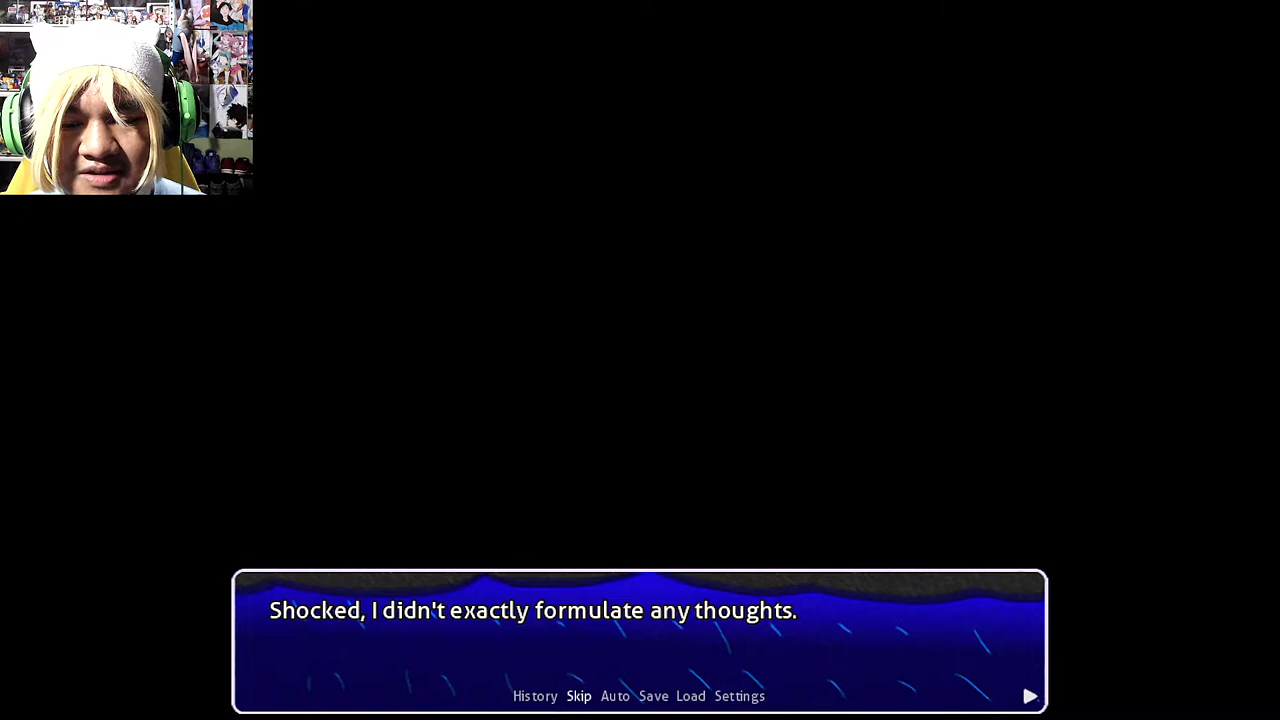 Shocked, I didn't exactly formulate any thoughts.
History Skip Auto Save Load Settings